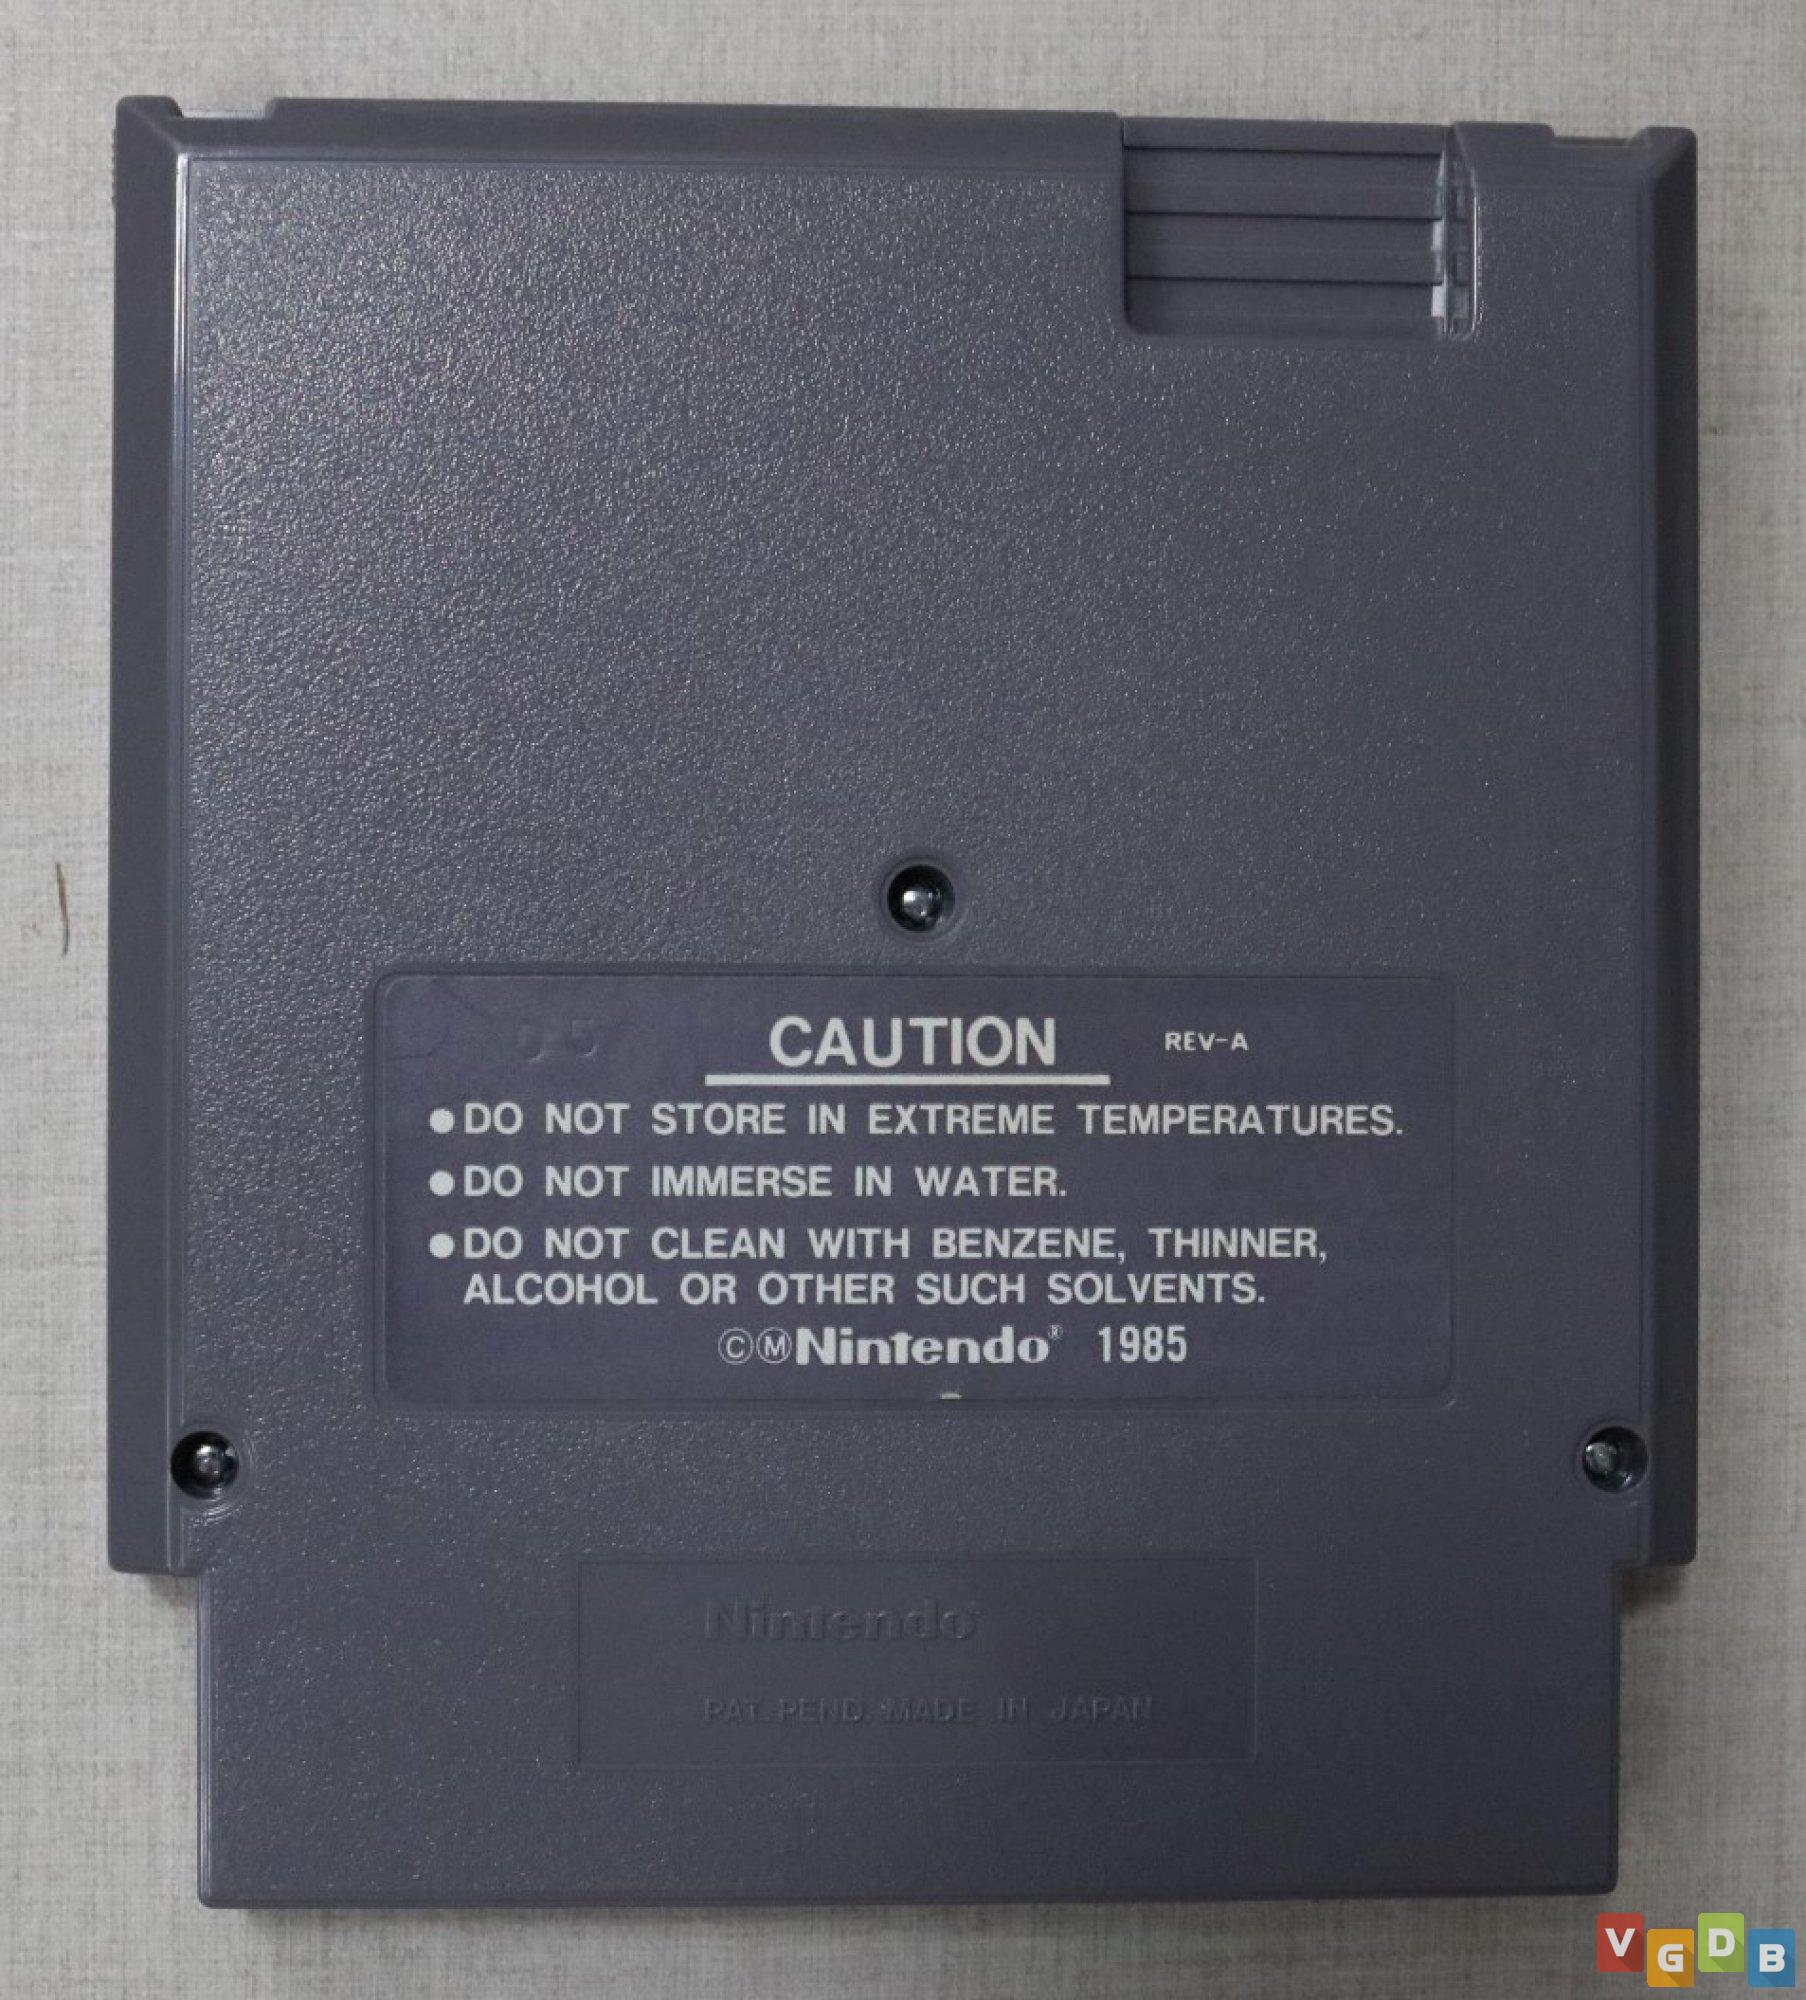 CAUTION REV-A
●DO NOT STORE IN EXTREME TEMPERATURES.
●DO NOT IMMERSE IN WATER.
●DO NOT CLEAN WITH BENZENE, THINNER,
ALCOHOL OR OTHER SUCH SOLVENTS.
ⒸⓂNintendo® 1985
Nintendo
PAT. PEND. MADE IN JAPAN
VGDB